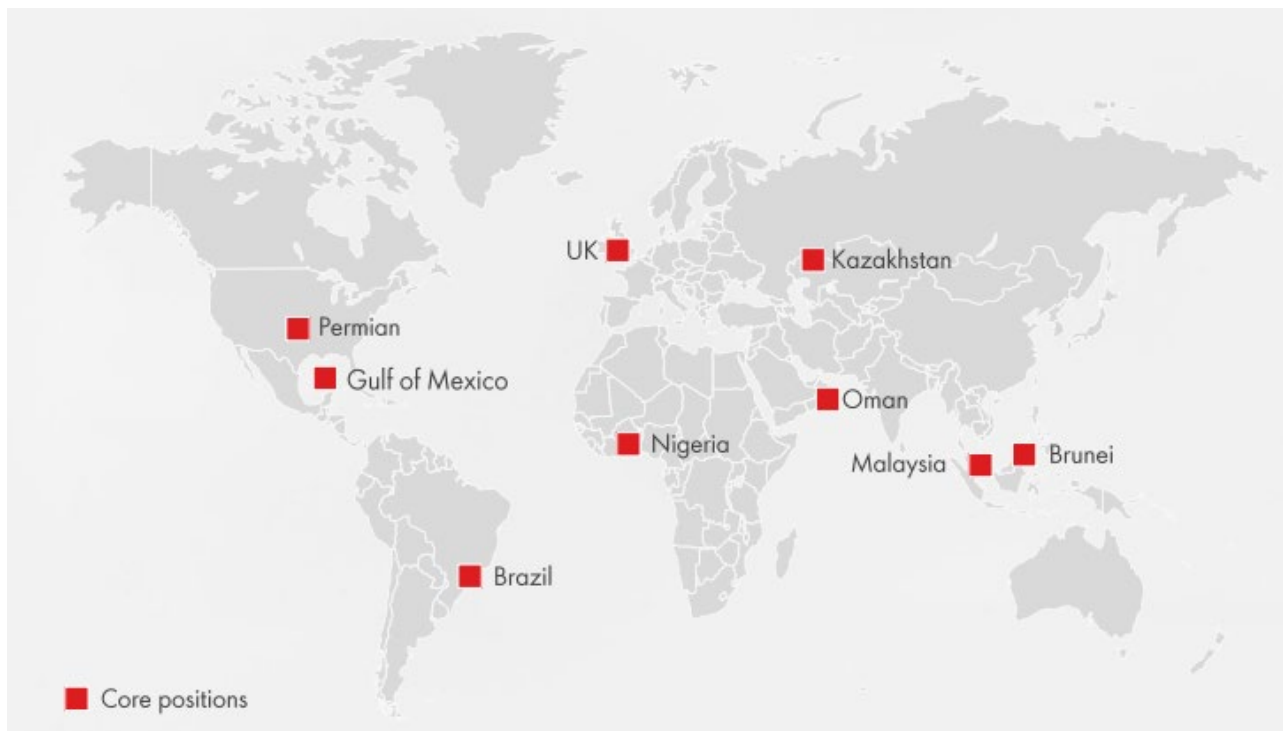 UK
Kazakhstan
Permian
Gulf of Mexico
Oman
Nigeria
Malaysia
Brunei
Brazil
Core positions